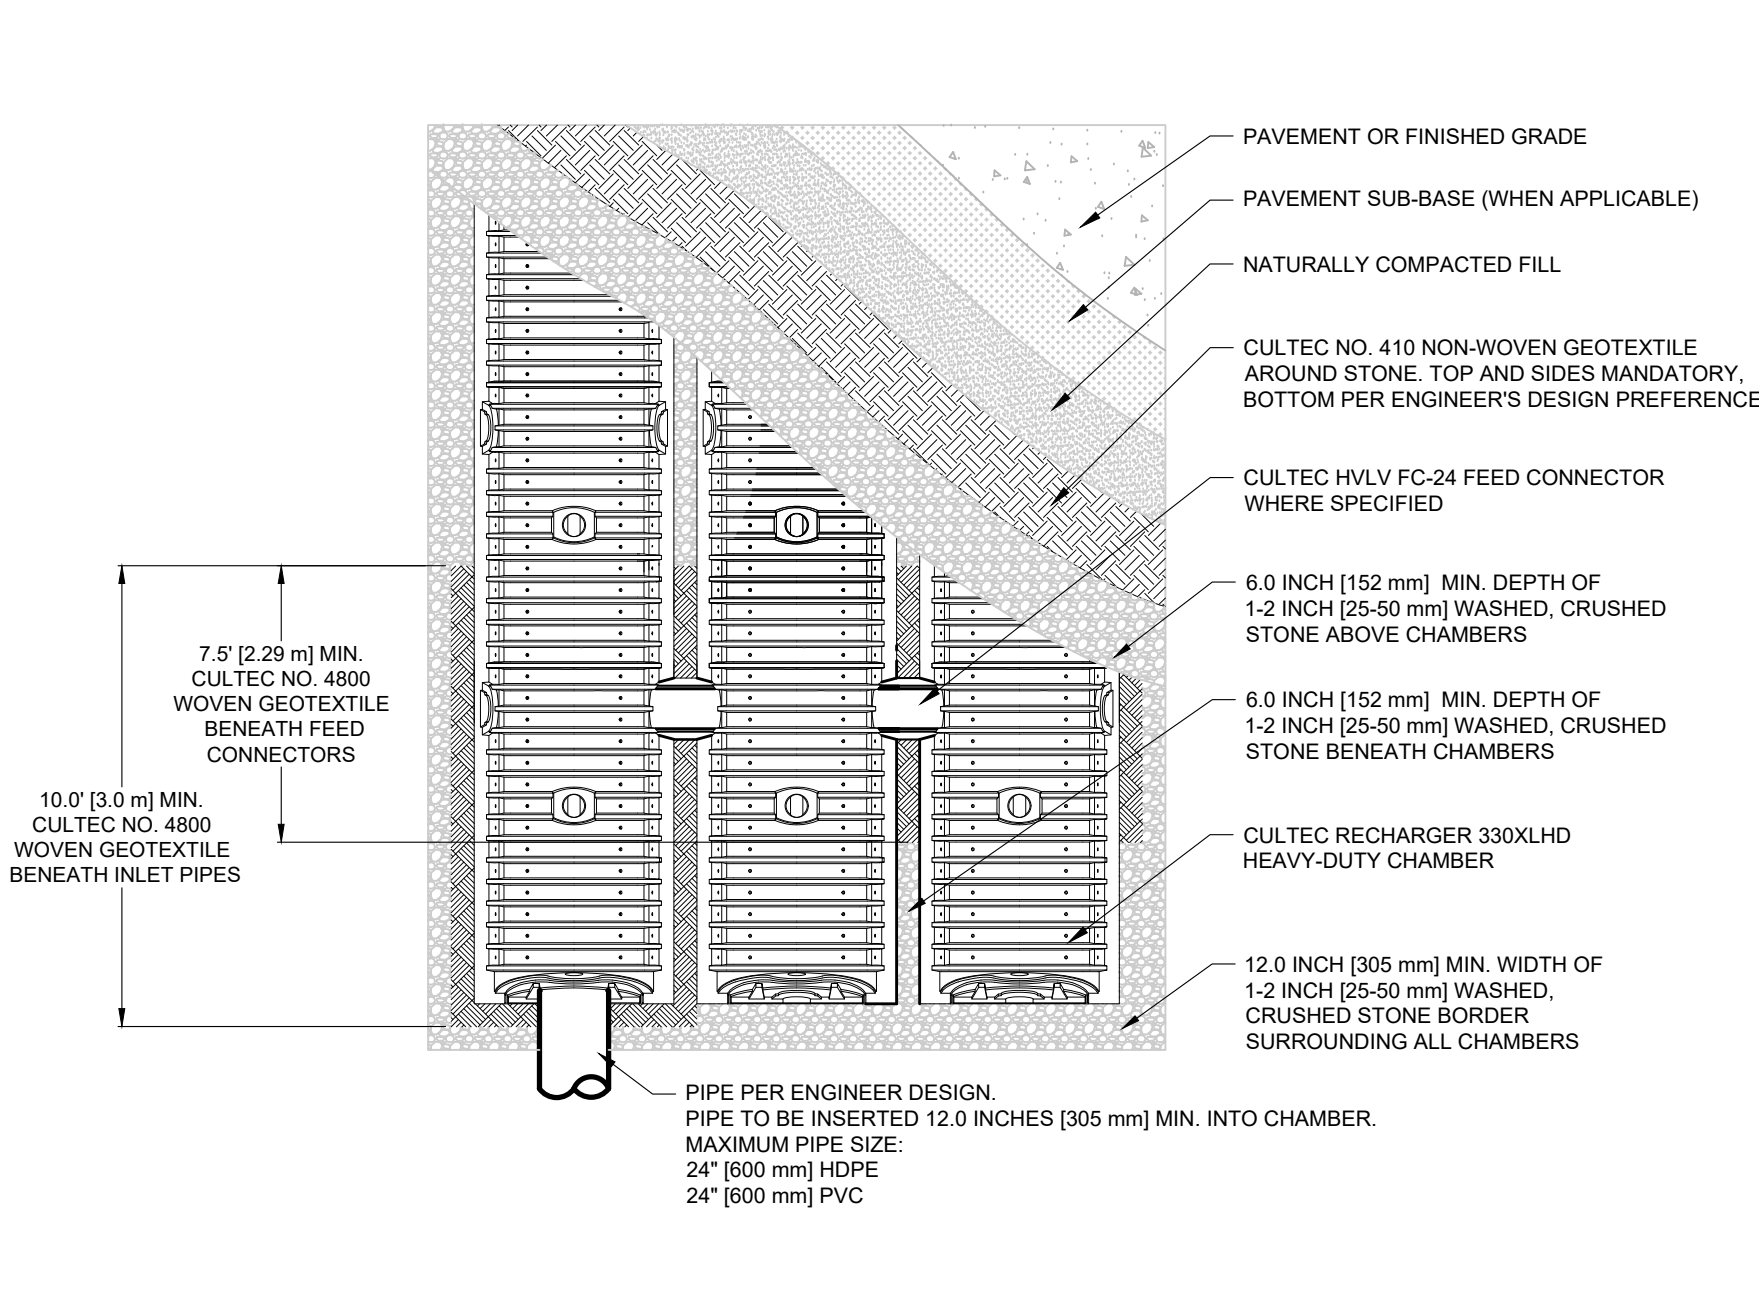 PAVEMENT OR FINISHED GRADE
PAVEMENT SUB-BASE (WHEN APPLICABLE)
NATURALLY COMPACTED FILL
CULTEC NO. 410 NON-WOVEN GEOTEXTILE
AROUND STONE. TOP AND SIDES MANDATORY,
BOTTOM PER ENGINEER'S DESIGN PREFERENCE
CULTEC HVLV FC-24 FEED CONNECTOR
WHERE SPECIFIED
6.0 INCH [152 mm] MIN. DEPTH OF
1-2 INCH [25-50 mm] WASHED, CRUSHED
STONE ABOVE CHAMBERS
6.0 INCH [152 mm] MIN. DEPTH OF
1-2 INCH [25-50 mm] WASHED, CRUSHED
STONE BENEATH CHAMBERS
CULTEC RECHARGER 330XLHD
HEAVY-DUTY CHAMBER
12.0 INCH [305 mm] MIN. WIDTH OF
1-2 INCH [25-50 mm] WASHED,
CRUSHED STONE BORDER
SURROUNDING ALL CHAMBERS
7.5' [2.29 m] MIN.
CULTEC NO. 4800
WOVEN GEOTEXTILE
BENEATH FEED
CONNECTORS
10.0' [3.0 m] MIN.
CULTEC NO. 4800
WOVEN GEOTEXTILE
BENEATH INLET PIPES
PIPE PER ENGINEER DESIGN.
PIPE TO BE INSERTED 12.0 INCHES [305 mm] MIN. INTO CHAMBER.
MAXIMUM PIPE SIZE:
24" [600 mm] HDPE
24" [600 mm] PVC